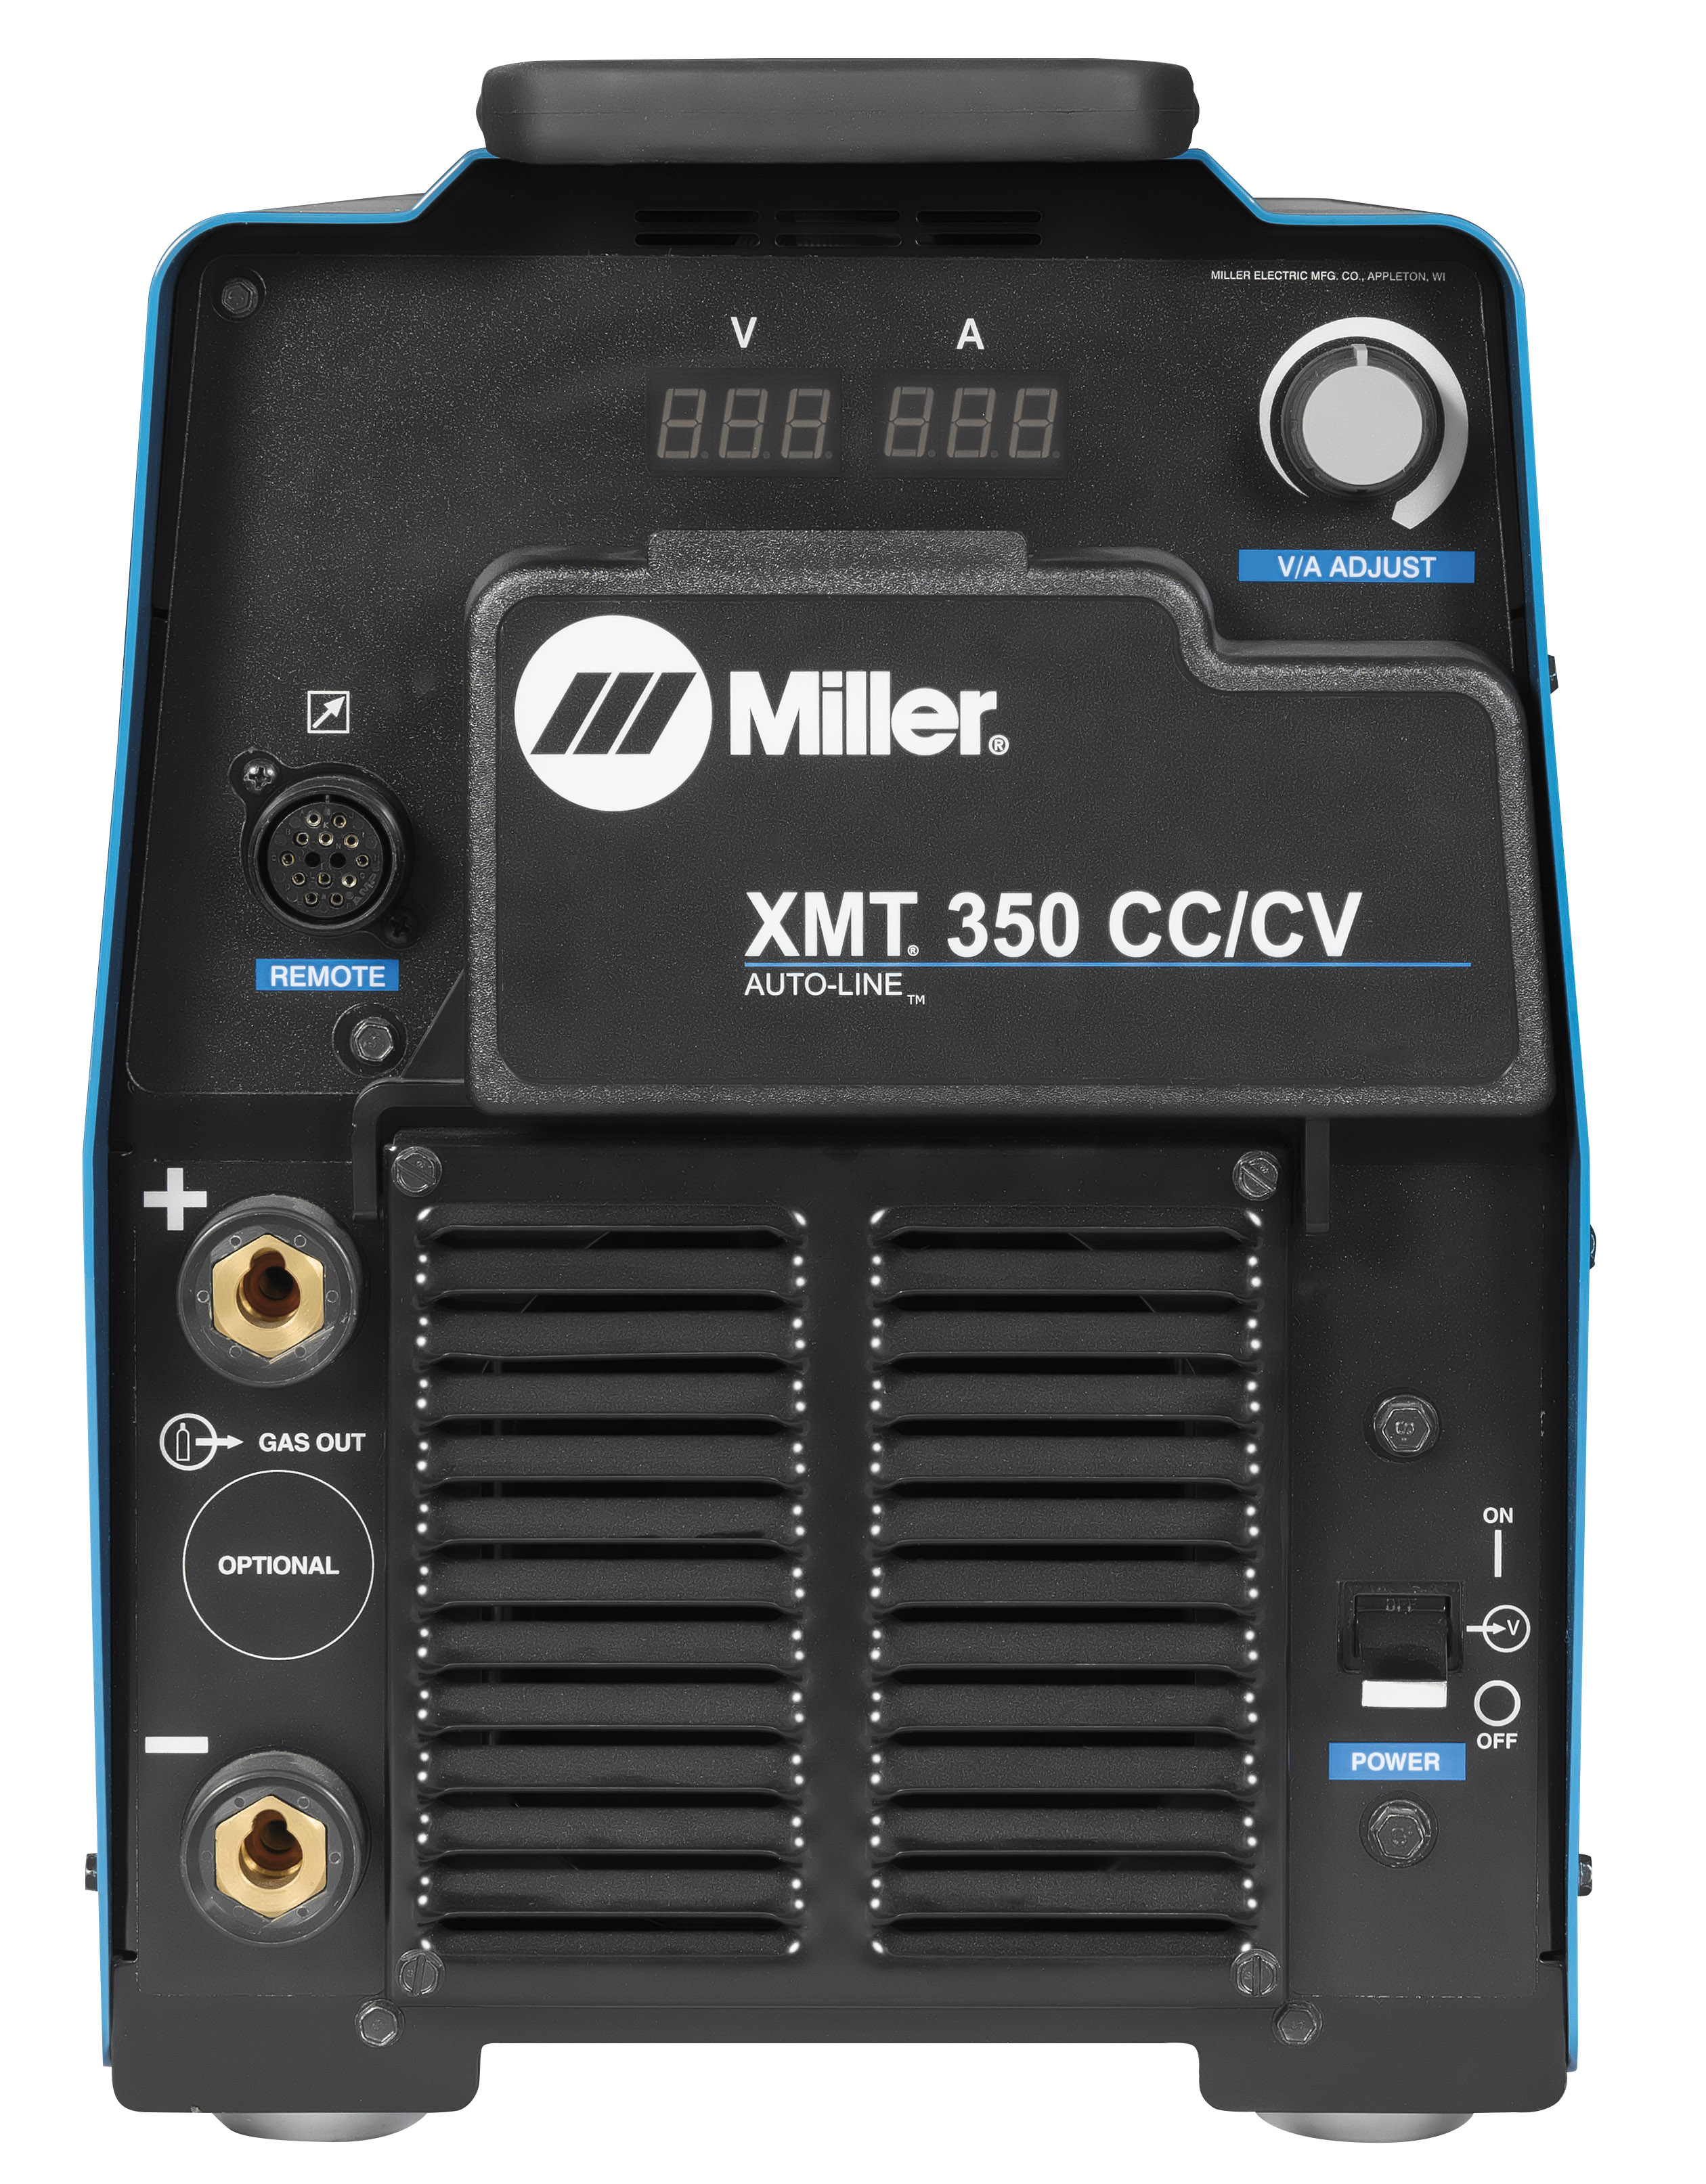 MILLER ELECTRIC MFG. CO., APPLETON, WI
V A
V/A ADJUST
Miller®
XMT® 350 CC/CV
AUTO-LINE™
REMOTE
+
GAS OUT
OPTIONAL
ON
OFF
V
OFF
−
POWER